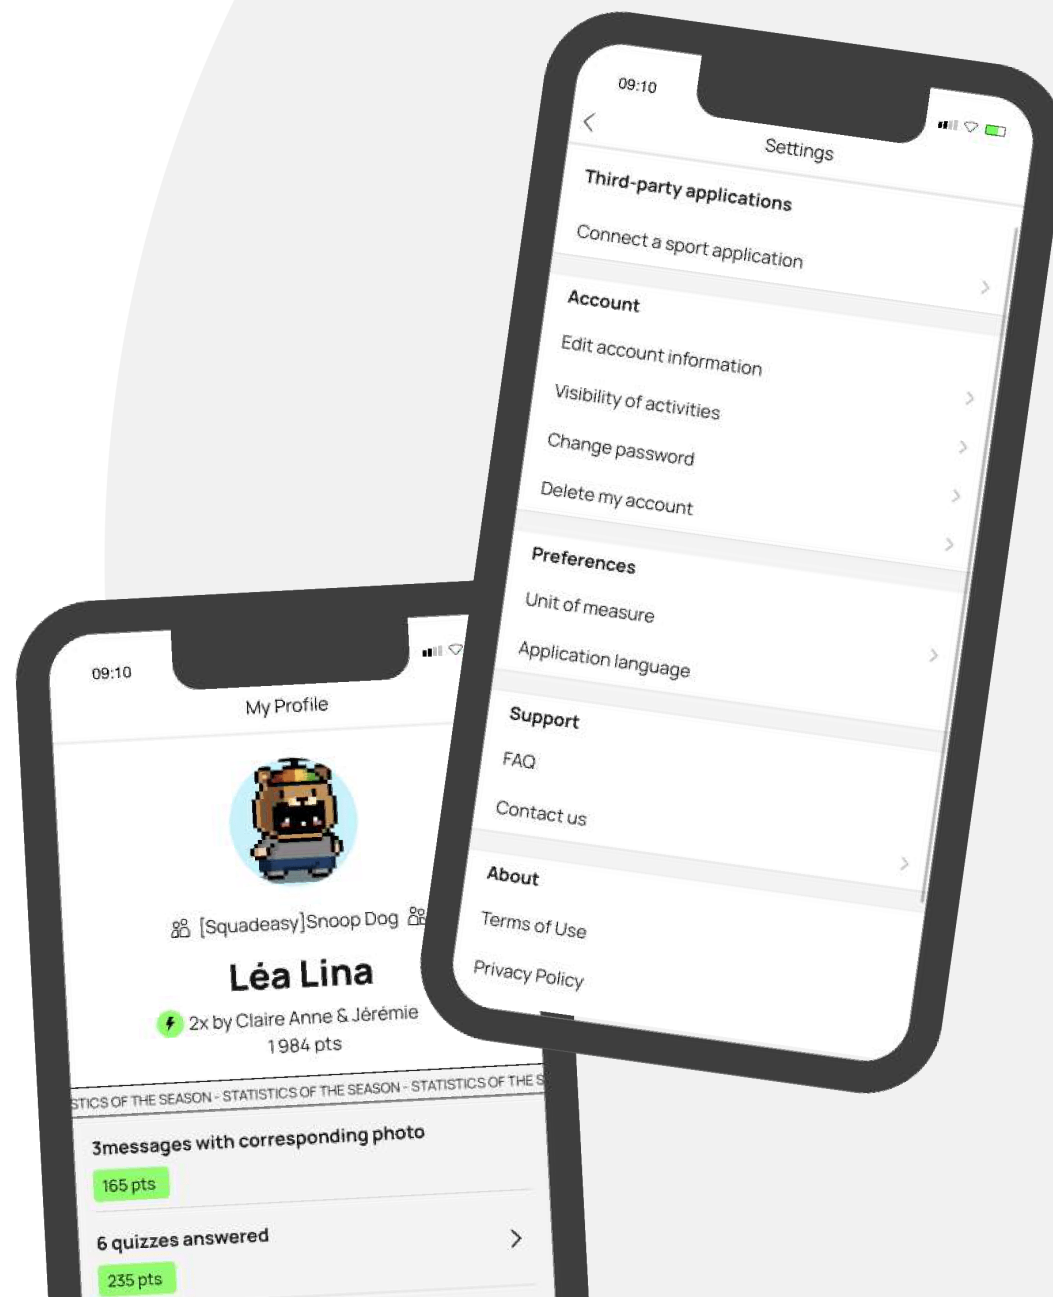 09:10
Settings
Third-party applications
Connect a sport application
Account
Edit account information
Visibility of activities
Change password
Delete my account
Preferences
Unit of measure
Application language
Support
FAQ
Contact us
About
Terms of Use
Privacy Policy
09:10
My Profile
[Squadeasy]Snoop Dog
Léa Lina
2x by Claire Anne & Jérémie
1 984 pts
STICS OF THE SEASON - STATISTICS OF THE SEASON - STATISTICS OF THE S
3messages with corresponding photo
165 pts
6 quizzes answered
235 pts